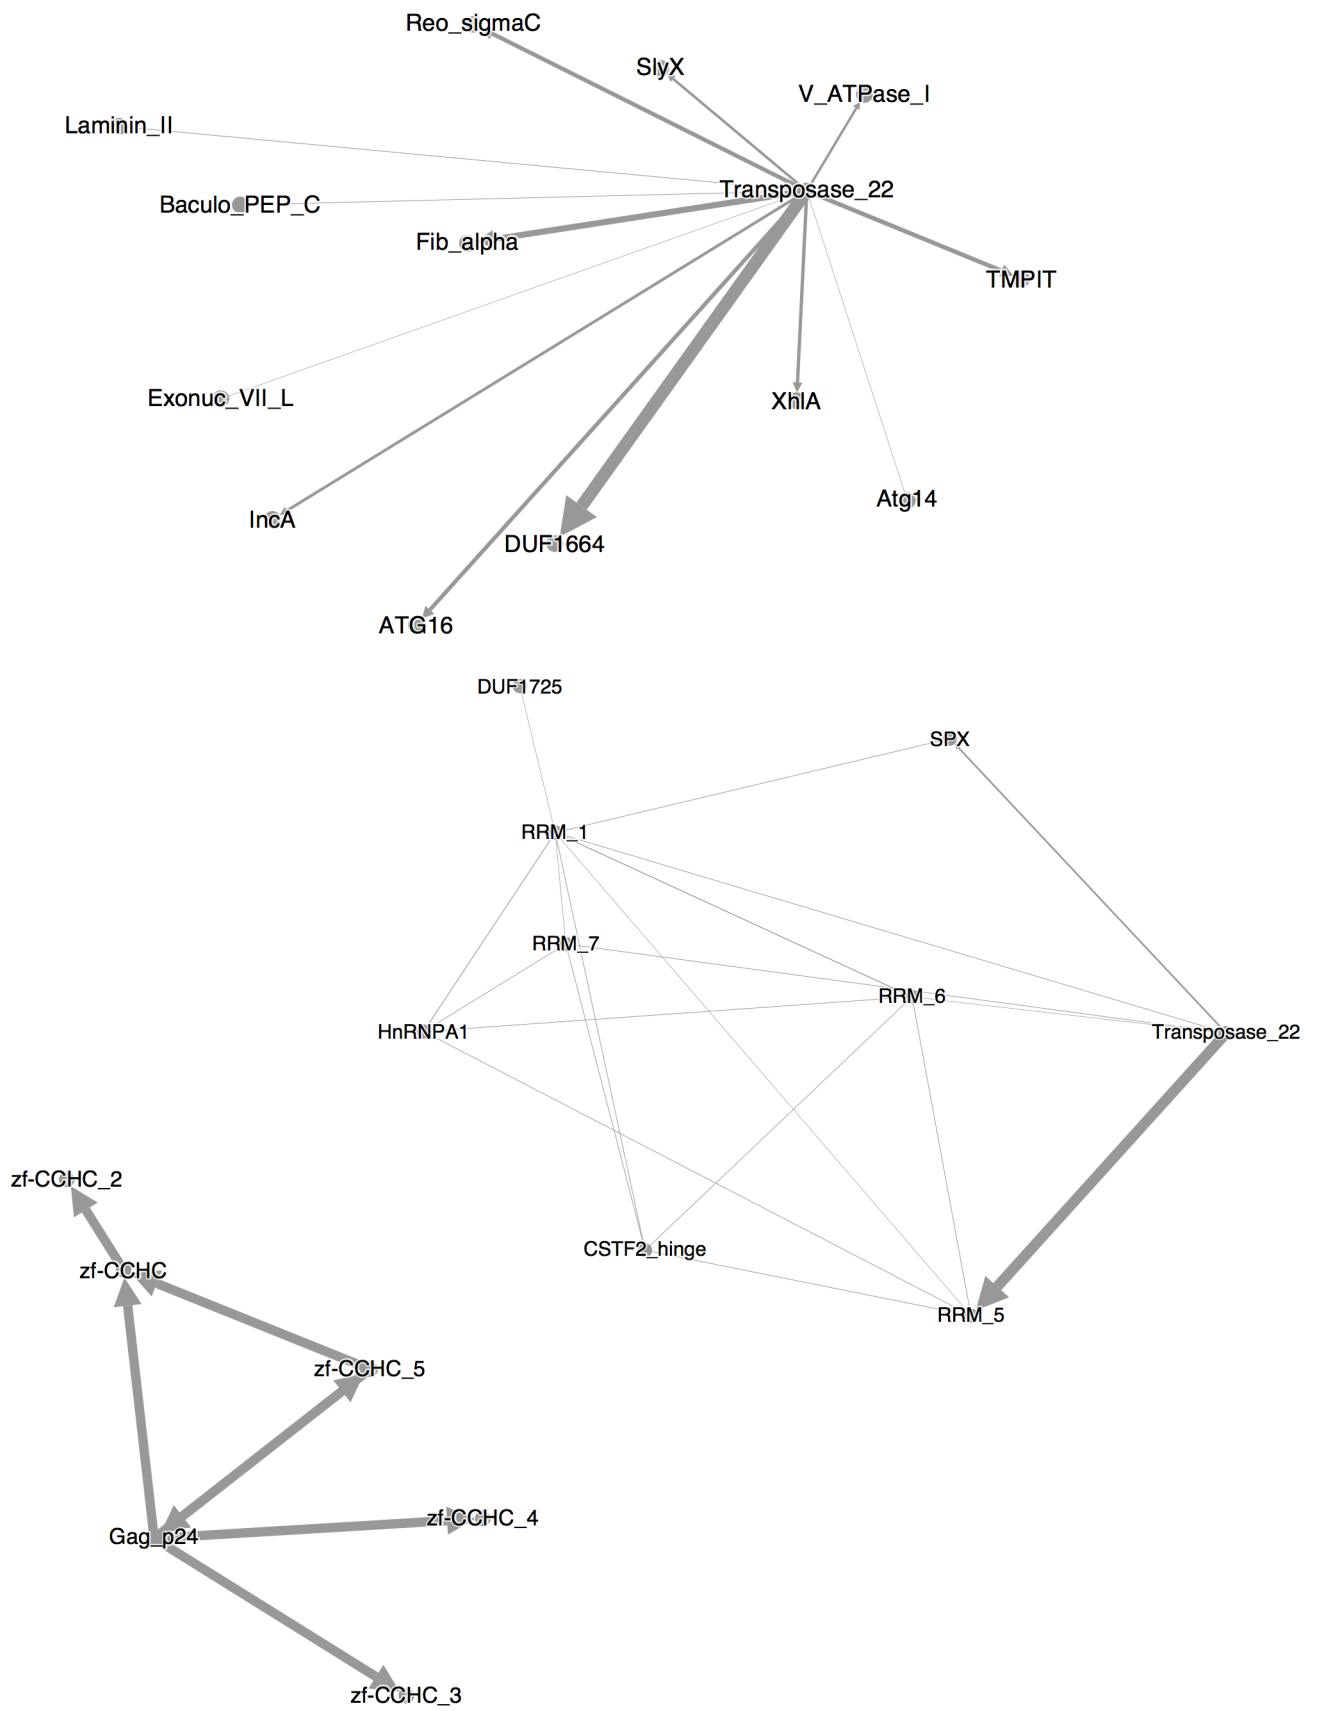 Reo_sigmaC
SlyX
V_ATPase_I
Laminin_II
Transposase_22
Baculo_PEP_C
Fib_alpha
TMPIT
Exonuc_VII_L
XhlA
Atg14
IncA
DUF1664
ATG16
DUF1725
SPX
RRM_1
RRM_7
RRM_6
HnRNPA1
Transposase_22
zf-CCHC_2
CSTF2_hinge
zf-CCHC
RRM_5
zf-CCHC_5
zf-CCHC_4
Gag_p24
zf-CCHC_3